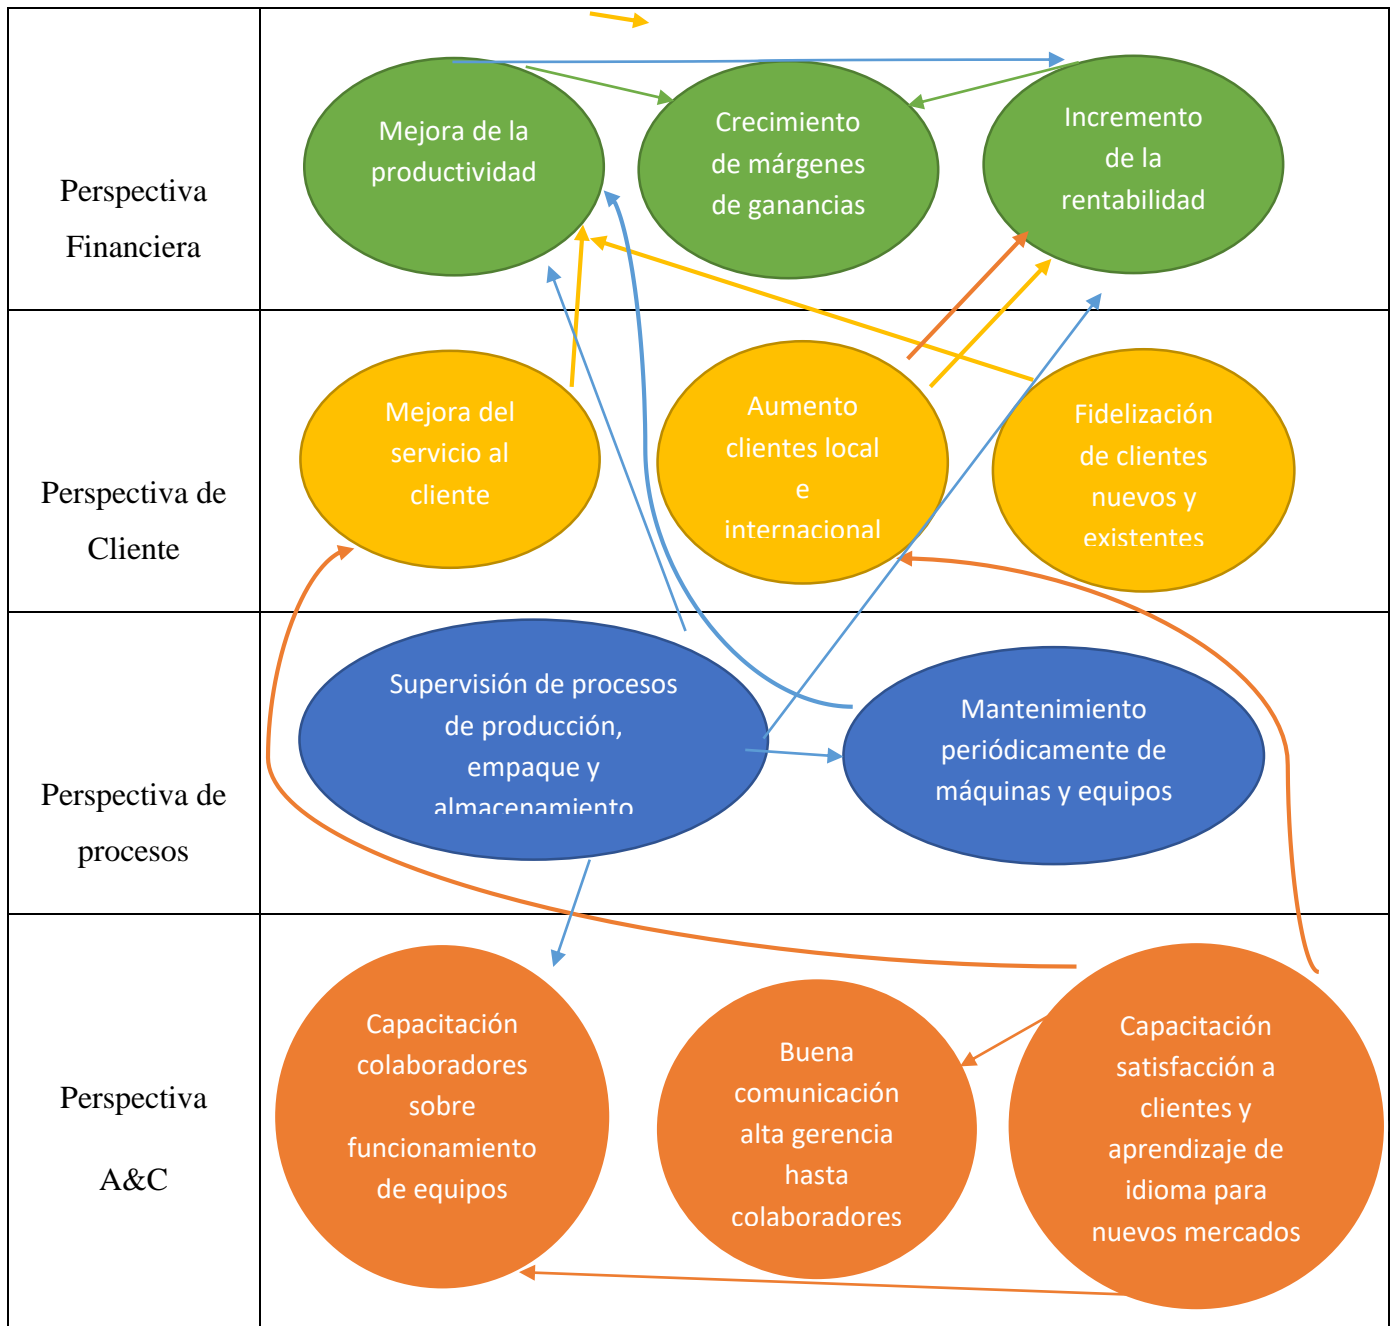 Perspectiva
Financiera
Mejora de la
productividad
Crecimiento
de márgenes
de ganancias
Incremento
de la
rentabilidad
Perspectiva de
Cliente
Mejora del
servicio al
cliente
Aumento
clientes local
e
internacional
Fidelización
de clientes
nuevos y
existentes
Perspectiva de
procesos
Supervisión de procesos
de producción,
empaque y
almacenamiento
Mantenimiento
periódicamente de
máquinas y equipos
Perspectiva
A&C
Capacitación
colaboradores
sobre
funcionamiento
de equipos
Buena
comunicación
alta gerencia
hasta
colaboradores
Capacitación
satisfacción a
clientes y
aprendizaje de
idioma para
nuevos mercados